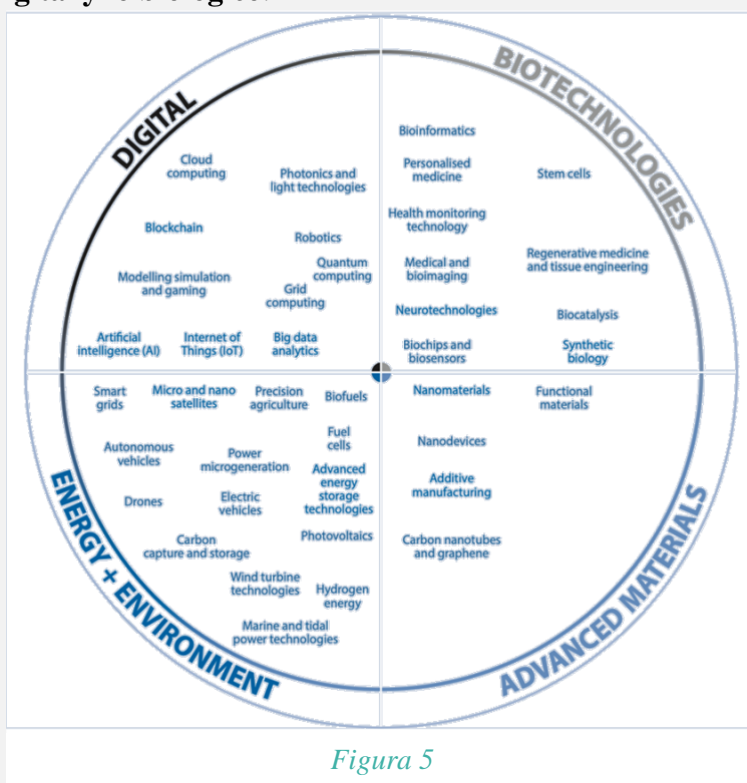 DIGITAL
Cloud
computing
Photonics and
light technologies
Blockchain
Robotics
Quantum
computing
Modelling simulation
and gaming
Grid
computing
Artificial
intelligence (AI)
Internet of
Things (IoT)
Big data
analytics
BIOTECHNOLOGIES
Bioinformatics
Personalised
medicine
Stem cells
Health monitoring
technology
Medical and
bioimaging
Regenerative medicine
and tissue engineering
Neurotechnologies
Biocatalysis
Biochips and
biosensors
Synthetic
biology
ENERGY + ENVIRONMENT
Smart
grids
Micro and nano
satellites
Precision
agriculture
Biofuels
Autonomous
vehicles
Power
microgeneration
Fuel
cells
Advanced
energy
storage
technologies
Drones
Electric
vehicles
Carbon
capture and storage
Photovoltaics
Wind turbine
technologies
Hydrogen
energy
Marine and tidal
power technologies
ADVANCED MATERIALS
Nanomaterials
Functional
materials
Nanodevices
Additive
manufacturing
Carbon nanotubes
and graphene
Figura 5